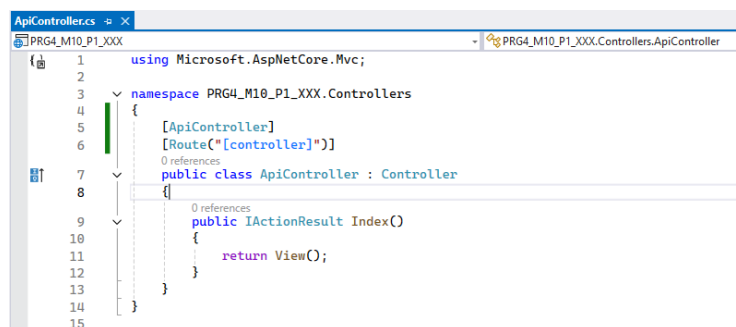 ApiController.cs
PRG4_M10_P1_XXX PRG4_M10_P1_XXX.Controllers.ApiController
1 using Microsoft.AspNetCore.Mvc;
2
3 namespace PRG4_M10_P1_XXX.Controllers
4 {
5 [ApiController]
6 [Route("[controller]")]
0 references
7 public class ApiController : Controller
8 {
0 references
9 public IActionResult Index()
10 {
11 return View();
12 }
13 }
14 }
15